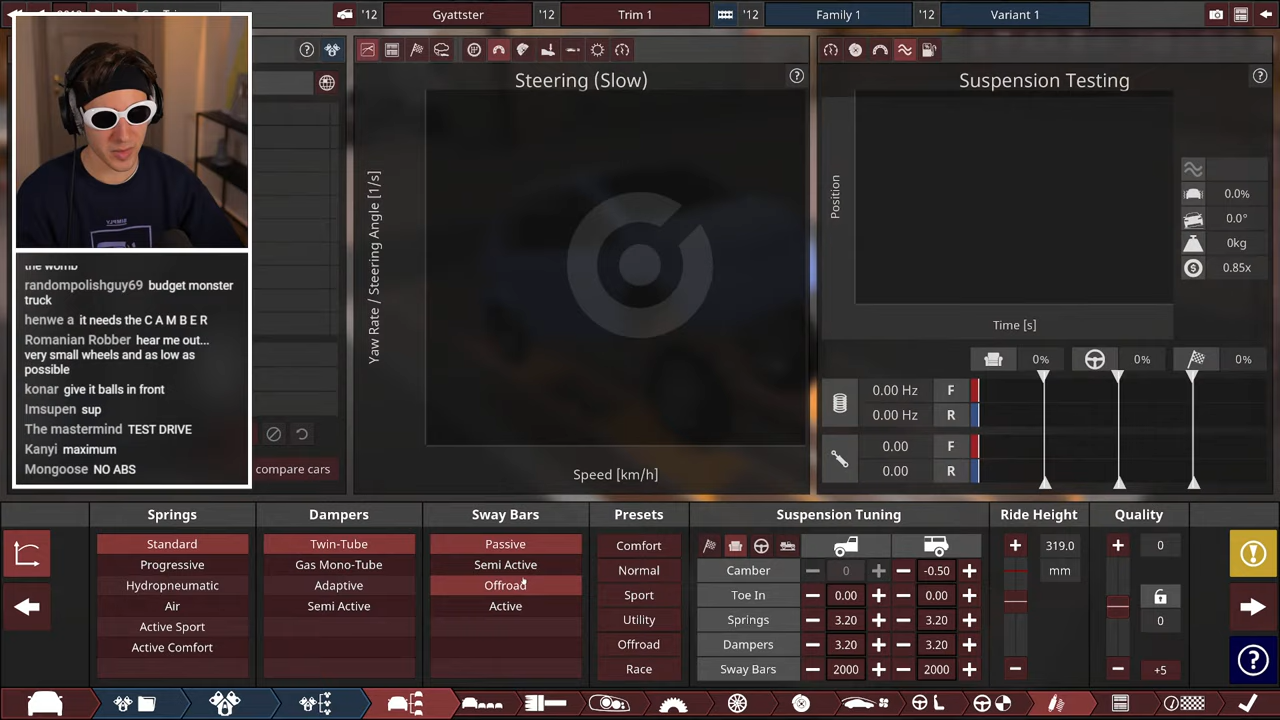 '12 Gyattster '12 Trim 1 '12 Family 1 '12 Variant 1
Steering (Slow)
Yaw Rate / Steering Angle [1/s]
Speed [km/h]
Suspension Testing
Position
Time [s]
0.0%
0.0°
0kg
0.85x
0% 0% 0%
0.00 Hz F
0.00 Hz R
0.00 F
0.00 R
compare cars
the womb
randompolishguy69 budget monster
truck
henwe a it needs the C A M B E R
Romanian Robber hear me out...
very small wheels and as low as
possible
konar give it balls in front
Imsupen sup
The mastermind TEST DRIVE
Kanyi maximum
Mongoose NO ABS
Springs
Standard
Progressive
Hydropneumatic
Air
Active Sport
Active Comfort
Dampers
Twin-Tube
Gas Mono-Tube
Adaptive
Semi Active
Sway Bars
Passive
Semi Active
Offroad
Active
Presets
Comfort
Normal
Sport
Utility
Offroad
Race
Suspension Tuning
Camber − 0 + − -0.50 +
Toe In − 0.00 + − 0.00 +
Springs − 3.20 + − 3.20 +
Dampers − 3.20 + − 3.20 +
Sway Bars − 2000 + − 2000 +
Ride Height
+ 319.0
mm
−
Quality
+ 0
0
− +5